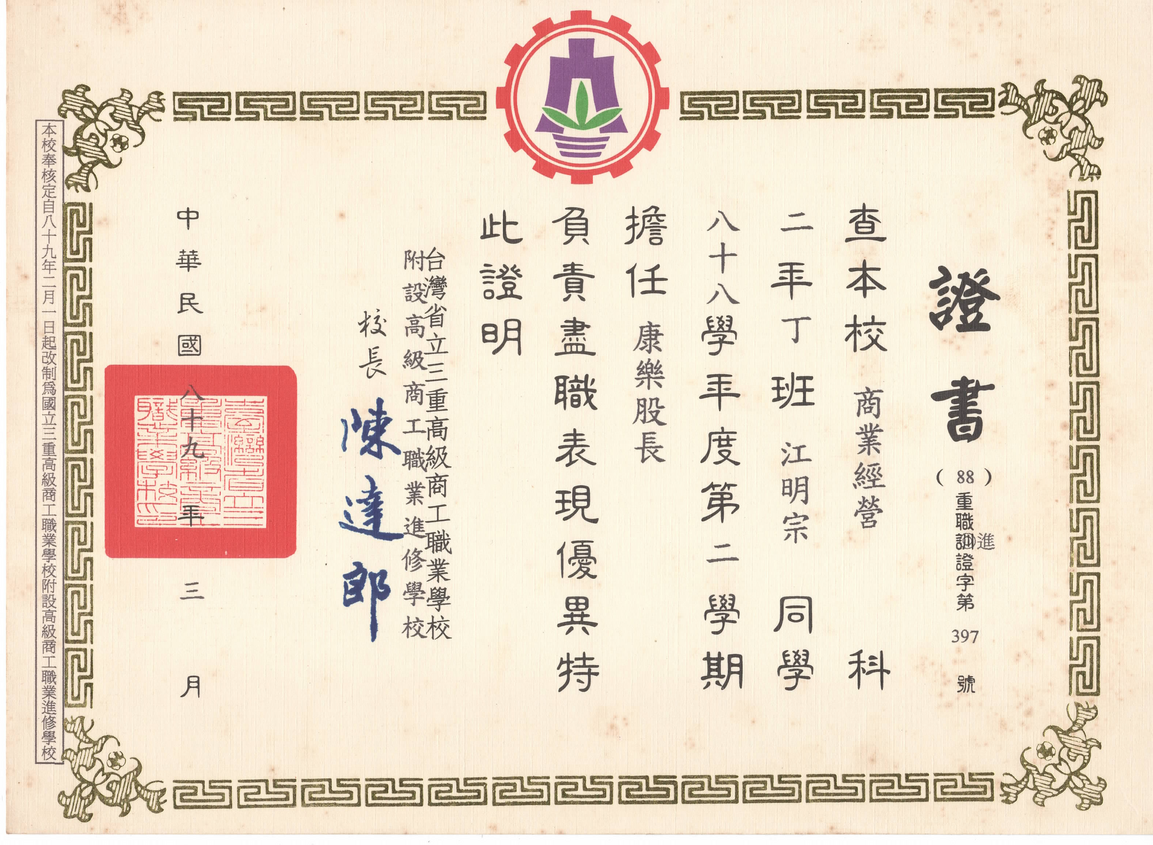 證書
(88)重職訓進證字第397號
查本校商業經營科
二年丁班江明宗同學
八十八學年度第二學期
擔任康樂股長
負責盡職表現優異特
此證明
台灣省立三重高級商工職業學校
附設高級商工職業進修學校
校長陳達郎
中華民國八十九年三月
本校奉核定自八十九年二月一日起改制為國立三重高級商工職業學校附設高級商工職業進修學校